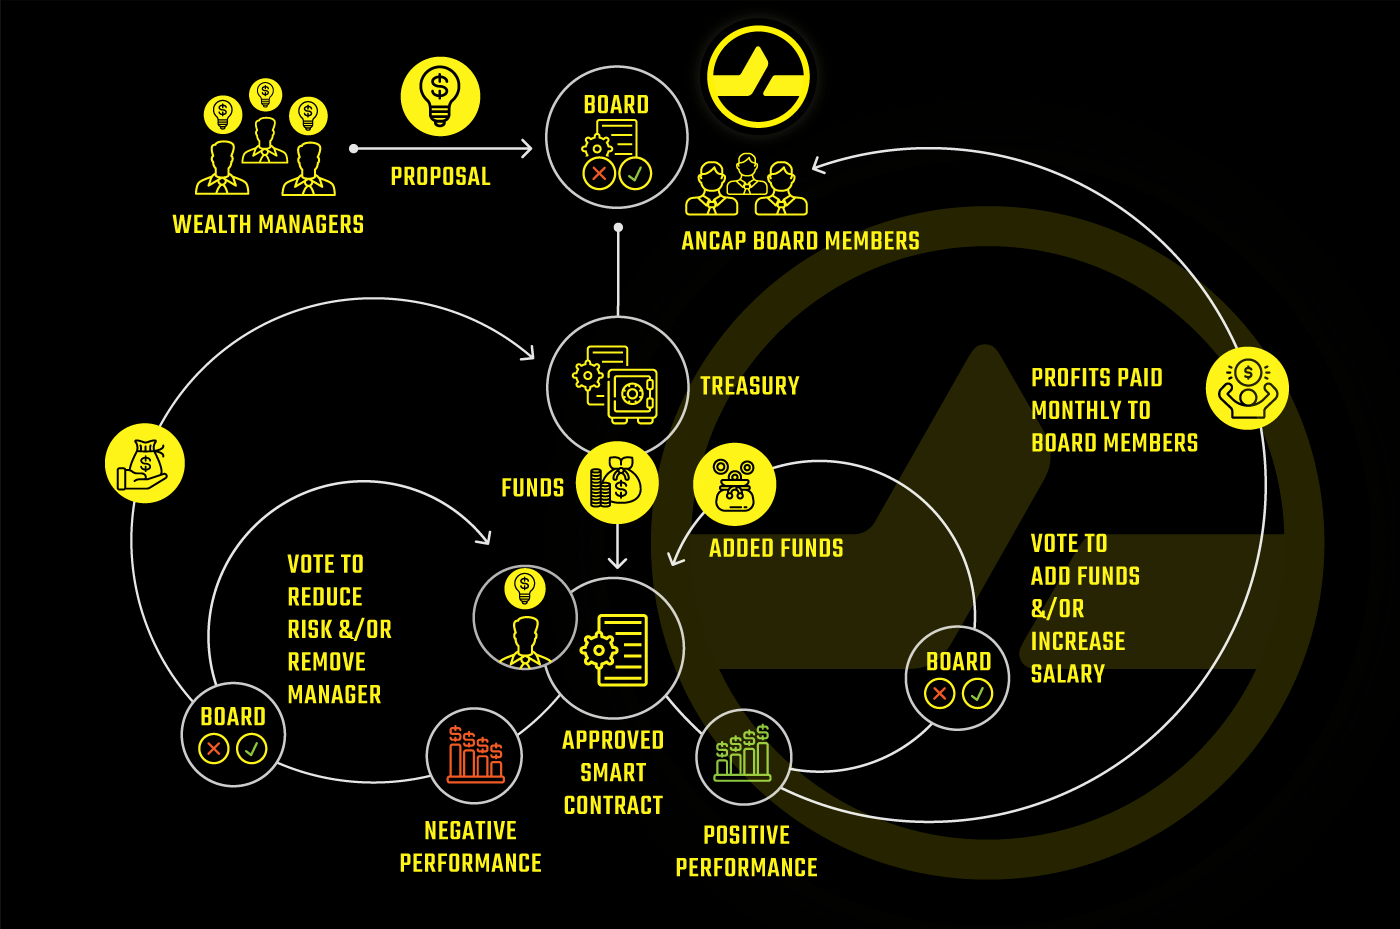 BOARD
PROPOSAL
WEALTH MANAGERS
ANCAP BOARD MEMBERS
TREASURY
PROFITS PAID
MONTHLY TO
BOARD MEMBERS
FUNDS
ADDED FUNDS
VOTE TO
REDUCE
RISK &/OR
REMOVE
MANAGER
VOTE TO
ADD FUNDS
&/OR
INCREASE
SALARY
BOARD
BOARD
APPROVED
SMART
CONTRACT
NEGATIVE
PERFORMANCE
POSITIVE
PERFORMANCE